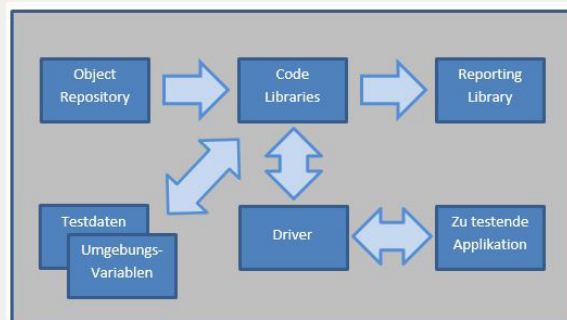 Object
Repository
Code
Libraries
Reporting
Library
Testdaten
Umgebungs-
Variablen
Driver
Zu testende
Applikation